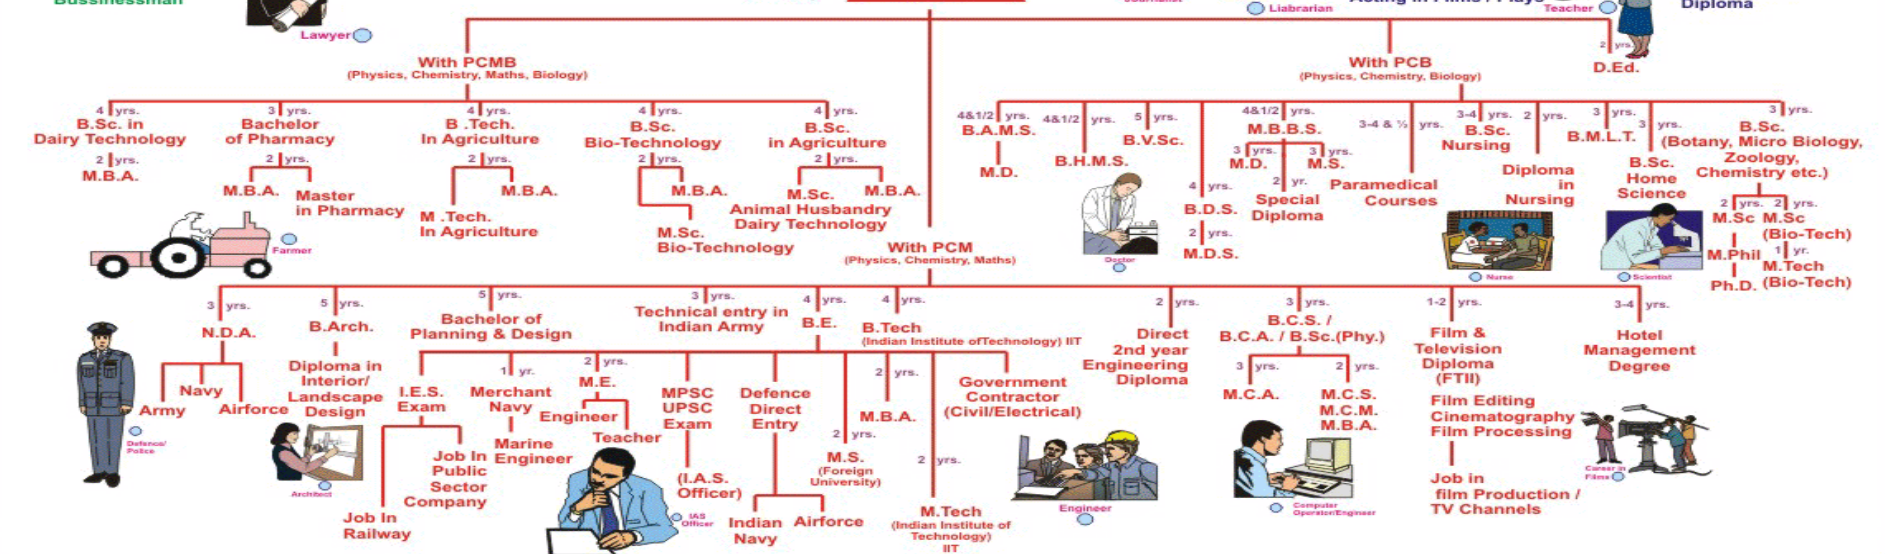 Bussinessman
Lawyer
Liabrarian
Teacher
Diploma
2 yrs.
D.Ed.
With PCMB
(Physics, Chemistry, Maths, Biology)
4 yrs.
B.Sc. in
Dairy Technology
2 yrs.
M.B.A.
3 yrs.
Bachelor
of Pharmacy
2 yrs.
M.B.A.
Master
in Pharmacy
4 yrs.
B .Tech.
In Agriculture
2 yrs.
M .Tech.
In Agriculture
M.B.A.
4 yrs.
B.Sc.
Bio-Technology
2 yrs.
M.B.A.
M.Sc.
Bio-Technology
4 yrs.
B.Sc.
in Agriculture
2 yrs.
M.Sc.
Animal Husbandry
Dairy Technology
M.B.A.
Farmer
With PCB
(Physics, Chemistry, Biology)
4&1/2 yrs.
B.A.M.S.
M.D.
4&1/2 yrs.
B.H.M.S.
5 yrs.
B.V.Sc.
4 yrs.
B.D.S.
2 yrs.
M.D.S.
4&1/2 yrs.
M.B.B.S.
3 yrs.
M.D.
3 yrs.
M.S.
2 yr.
Special
Diploma
3-4 & ½ yrs.
Paramedical
Courses
3-4 yrs.
B.Sc.
Nursing
2 yrs.
Diploma
in
Nursing
3 yrs.
B.M.L.T.
3 yrs.
B.Sc.
Home
Science
3 yrs.
B.Sc.
(Botany, Micro Biology,
Zoology,
Chemistry etc.)
2 yrs.
M.Sc
M.Phil
Ph.D.
2 yrs.
M.Sc
(Bio-Tech)
1 yr.
M.Tech
(Bio-Tech)
Doctor
Nurse
Scientist
With PCM
(Physics, Chemistry, Maths)
3 yrs.
N.D.A.
Army
Navy
Airforce
Defence/
Police
5 yrs.
B.Arch.
Diploma in
Interior/
Landscape
Design
Architect
5 yrs.
Bachelor of
Planning & Design
3 yrs.
Technical entry in
Indian Army
4 yrs.
B.E.
I.E.S.
Exam
Job In
Railway
Job In
Public
Sector
Company
1 yr.
Merchant
Navy
Marine
Engineer
2 yrs.
M.E.
Engineer
Teacher
MPSC
UPSC
Exam
(I.A.S.
Officer)
IAS
Officer
Defence
Direct
Entry
Indian
Navy
Airforce
2 yrs.
M.S.
(Foreign
University)
2 yrs.
M.B.A.
2 yrs.
M.Tech
(Indian Institute of
Technology)
IIT
Government
Contractor
(Civil/Electrical)
4 yrs.
B.Tech
(Indian Institute ofTechnology) IIT
Engineer
2 yrs.
Direct
2nd year
Engineering
Diploma
3 yrs.
B.C.S. /
B.C.A. / B.Sc.(Phy.)
3 yrs.
M.C.A.
2 yrs.
M.C.S.
M.C.M.
M.B.A.
Computer
Operator/Engineer
1-2 yrs.
Film &
Television
Diploma
(FTII)
Film Editing
Cinematography
Film Processing
Job in
film Production /
TV Channels
3-4 yrs.
Hotel
Management
Degree
Career in
Films